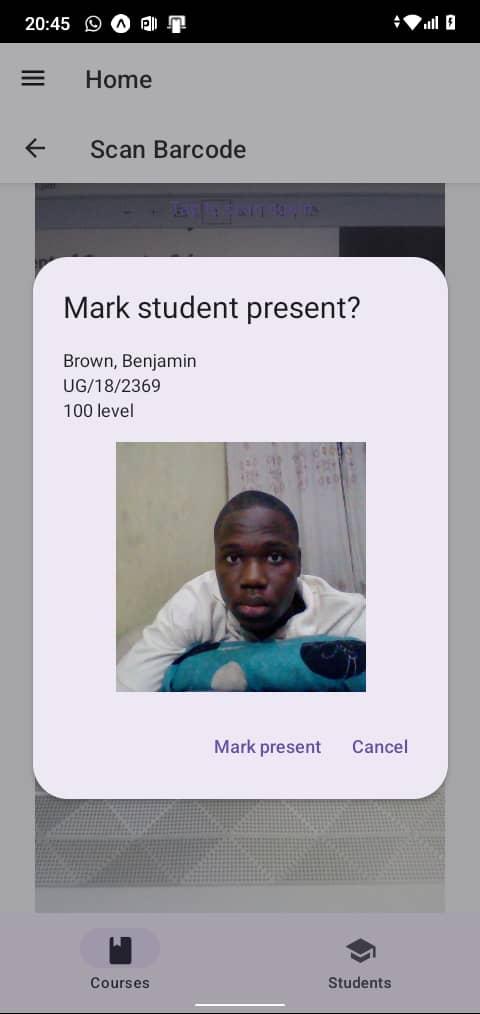 20:45
Home
Scan Barcode
Mark student present?
Brown, Benjamin
UG/18/2369
100 level
Mark present
Cancel
Courses
Students